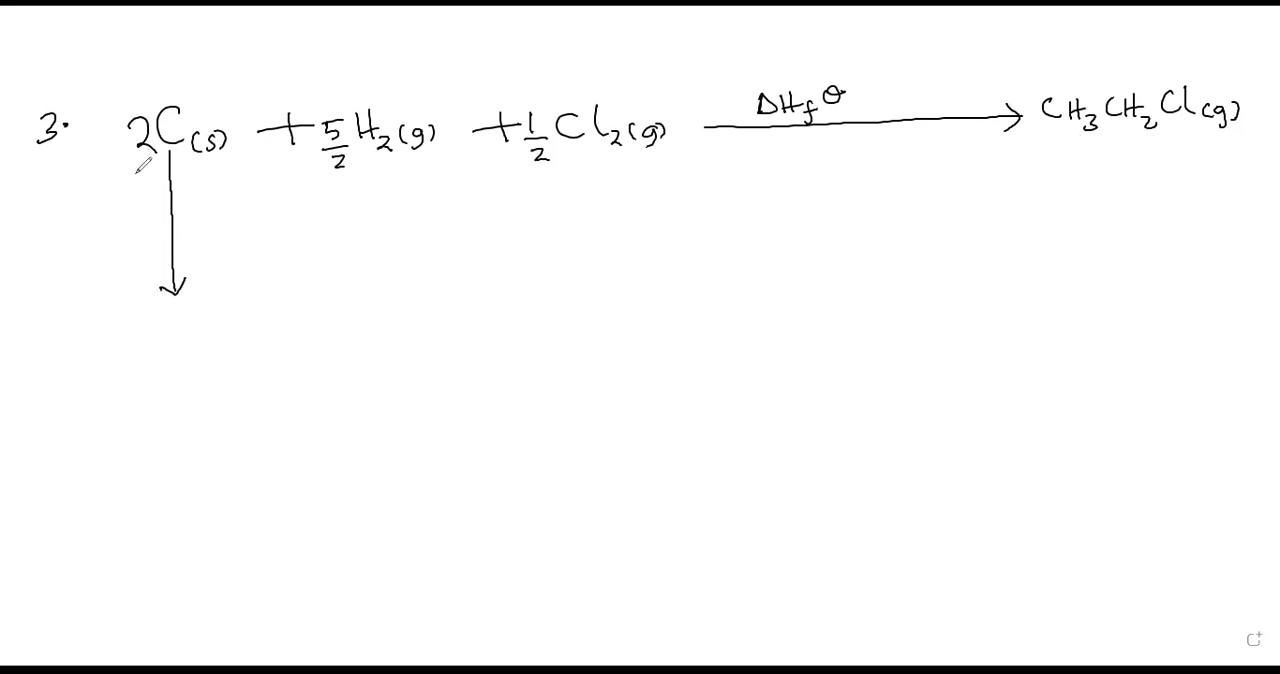 3. 2C(s) + 5/2 H₂(g) + 1/2 Cl₂(g) ΔHf⦵ → CH₃CH₂Cl(g)